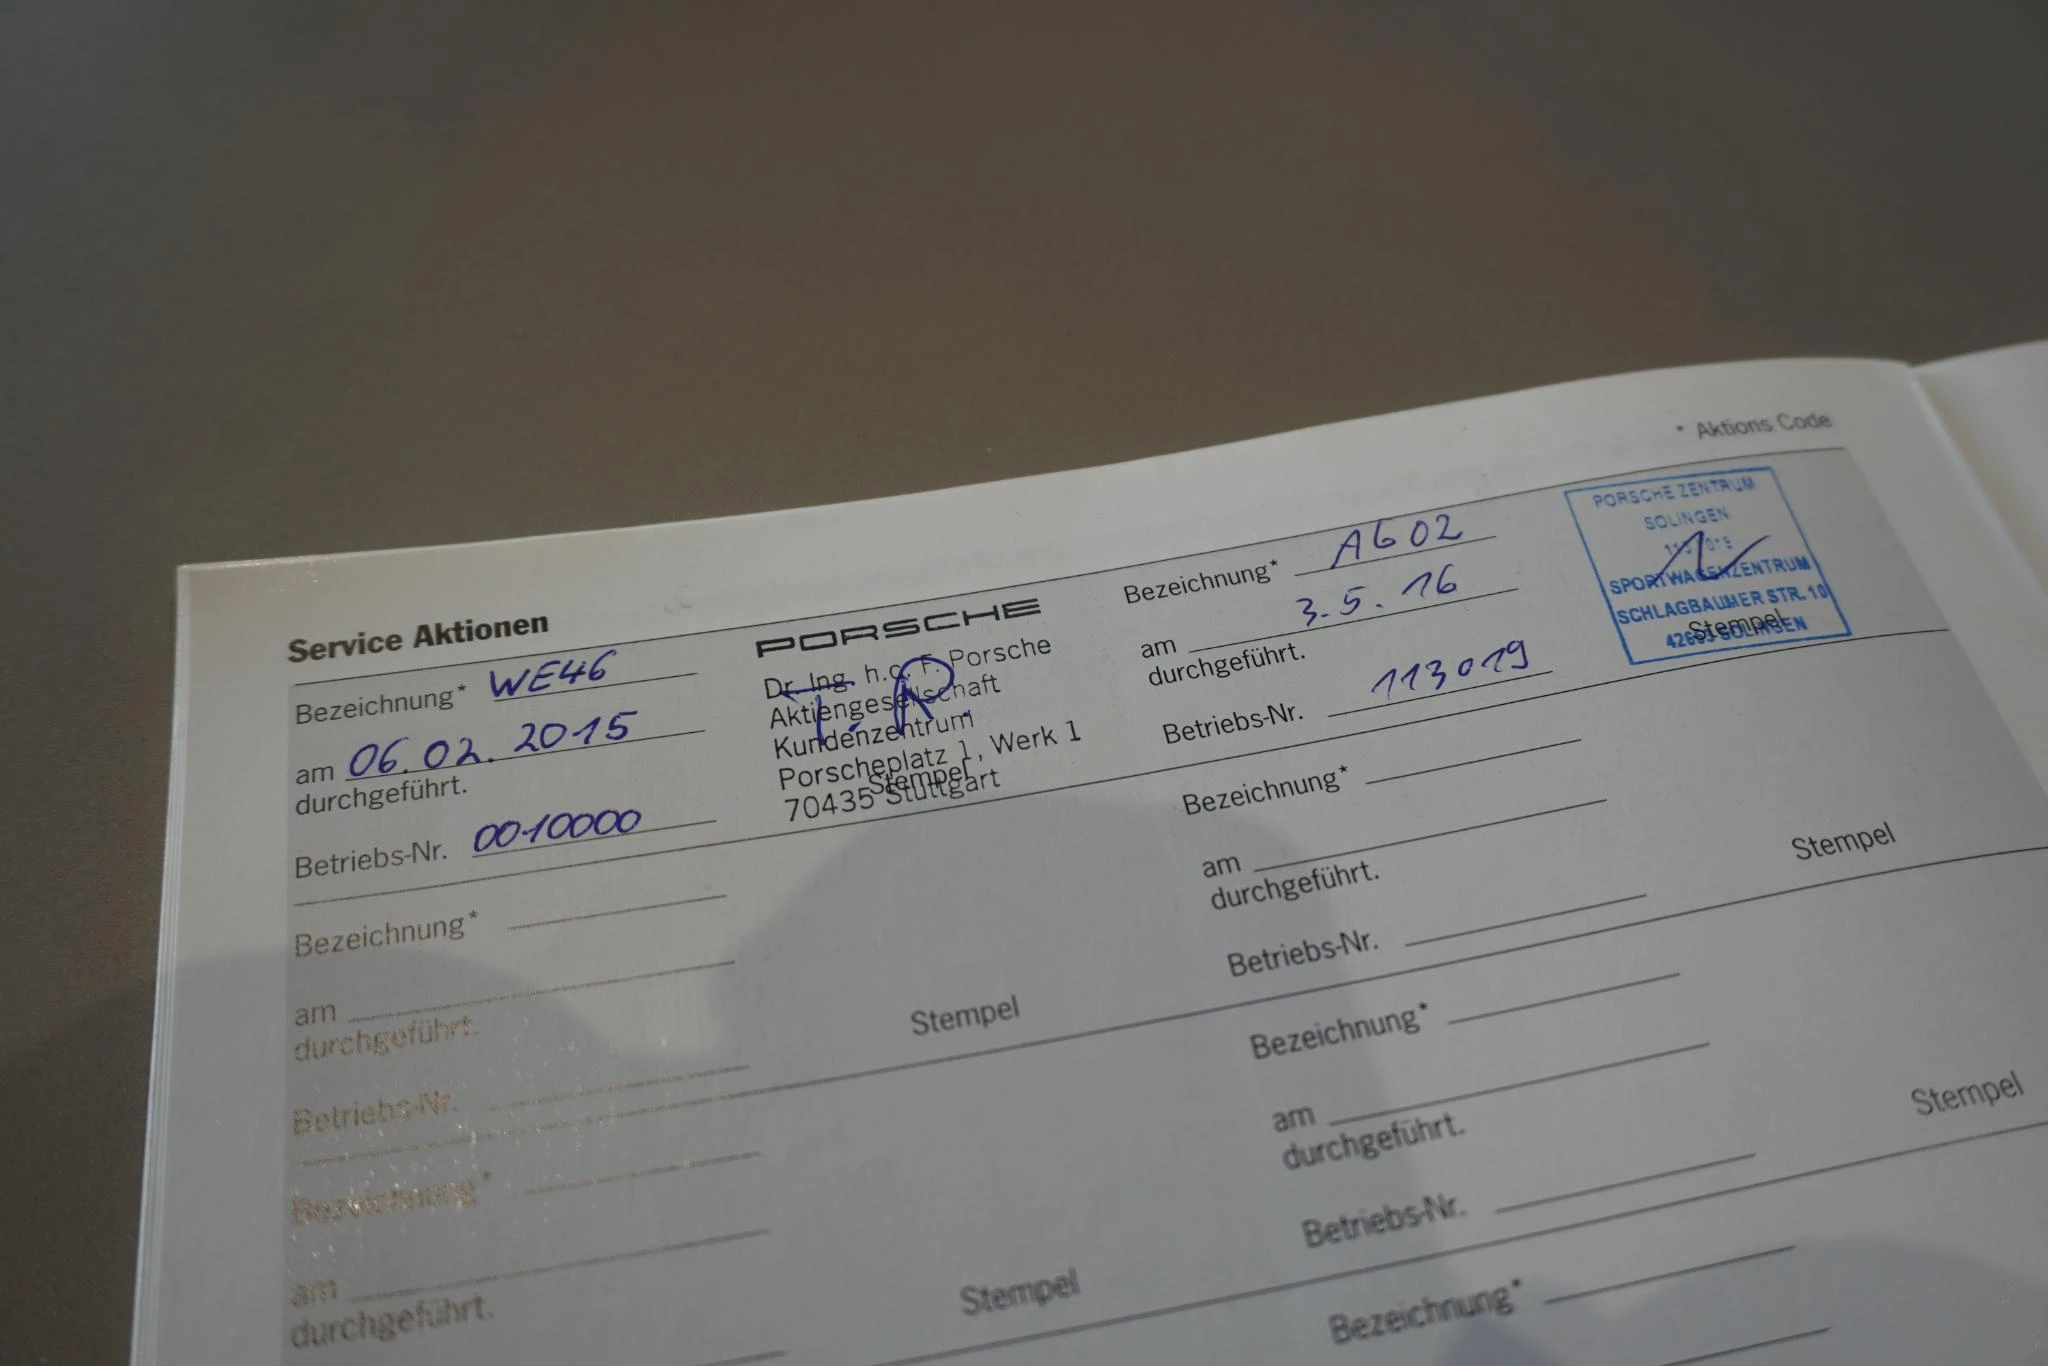 * Aktions Code
Service Aktionen
Bezeichnung* WE46
am 06.02.2015
durchgeführt.
Betriebs-Nr. 0010000
PORSCHE
Dr. Ing. h.c. F. Porsche
Aktiengesellschaft
Kundenzentrum
Porscheplatz 1, Werk 1
70435 Stuttgart
Stempel
Bezeichnung* A602
am 3.5.16
durchgeführt.
Betriebs-Nr. 113019
PORSCHE ZENTRUM
SOLINGEN
SPORTWAGENZENTRUM
SCHLAGBAUMER STR. 10
SOLINGEN
Stempel
Bezeichnung*
am
durchgeführt.
Betriebs-Nr.
Stempel
Bezeichnung*
am
durchgeführt.
Betriebs-Nr.
Stempel
Bezeichnung*
am
durchgeführt.
Stempel
Bezeichnung*
am
durchgeführt.
Betriebs-Nr.
Stempel
Bezeichnung*